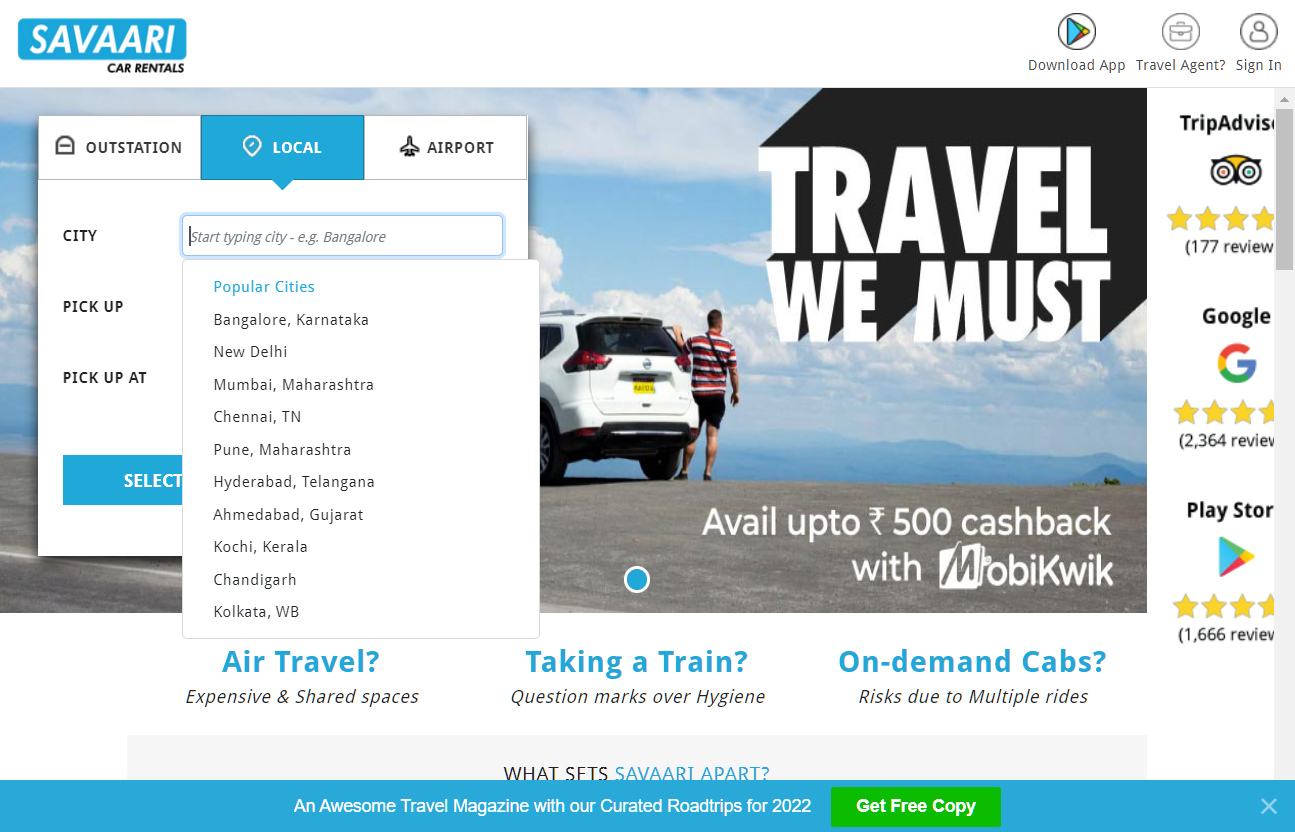 SAVAARI
CAR RENTALS
Download App
Travel Agent?
Sign In
OUTSTATION
LOCAL
AIRPORT
CITY
Start typing city - e.g. Bangalore
PICK UP
PICK UP AT
SELECT
Popular Cities
Bangalore, Karnataka
New Delhi
Mumbai, Maharashtra
Chennai, TN
Pune, Maharashtra
Hyderabad, Telangana
Ahmedabad, Gujarat
Kochi, Kerala
Chandigarh
Kolkata, WB
TRAVEL
WE MUST
Avail upto ₹ 500 cashback
with MobiKwik
TripAdvis
(177 review
Google
(2,364 review
Play Stor
(1,666 review
Air Travel?
Expensive & Shared spaces
Taking a Train?
Question marks over Hygiene
On-demand Cabs?
Risks due to Multiple rides
WHAT SETS SAVAARI APART?
An Awesome Travel Magazine with our Curated Roadtrips for 2022
Get Free Copy